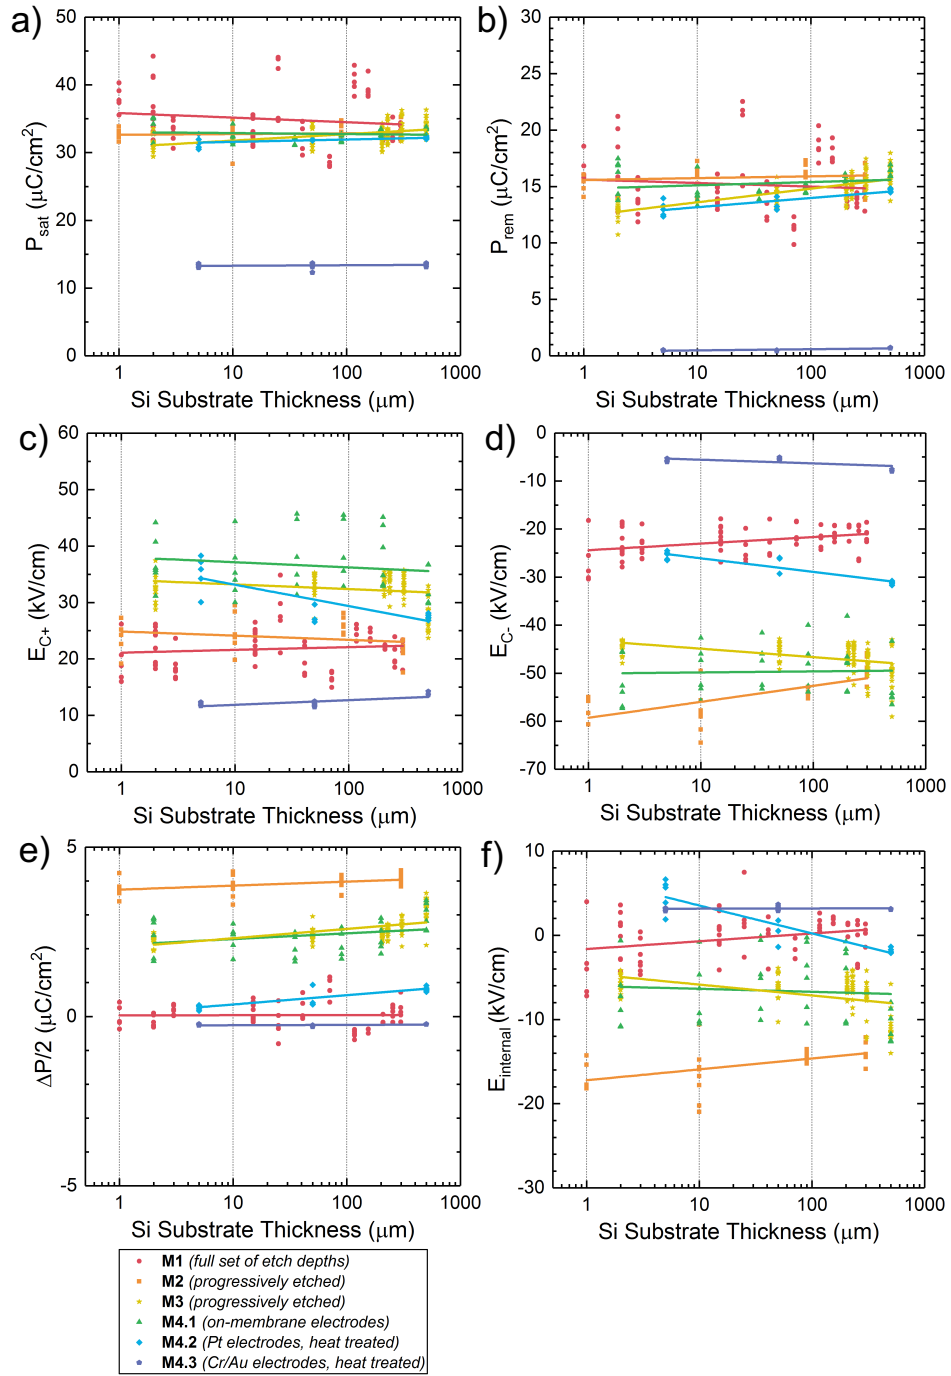 a)
50
40
30
20
10
0
P_sat (μC/cm²)
1
10
100
1000
Si Substrate Thickness (μm)
b)
30
25
20
15
10
5
0
P_rem (μC/cm²)
1
10
100
1000
Si Substrate Thickness (μm)
c)
60
50
40
30
20
10
0
E_C+ (kV/cm)
1
10
100
1000
Si Substrate Thickness (μm)
d)
0
-10
-20
-30
-40
-50
-60
-70
E_C- (kV/cm)
1
10
100
1000
Si Substrate Thickness (μm)
e)
5
0
-5
ΔP/2 (μC/cm²)
1
10
100
1000
Si Substrate Thickness (μm)
f)
10
0
-10
-20
-30
E_internal (kV/cm)
1
10
100
1000
Si Substrate Thickness (μm)
M1 (full set of etch depths)
M2 (progressively etched)
M3 (progressively etched)
M4.1 (on-membrane electrodes)
M4.2 (Pt electrodes, heat treated)
M4.3 (Cr/Au electrodes, heat treated)